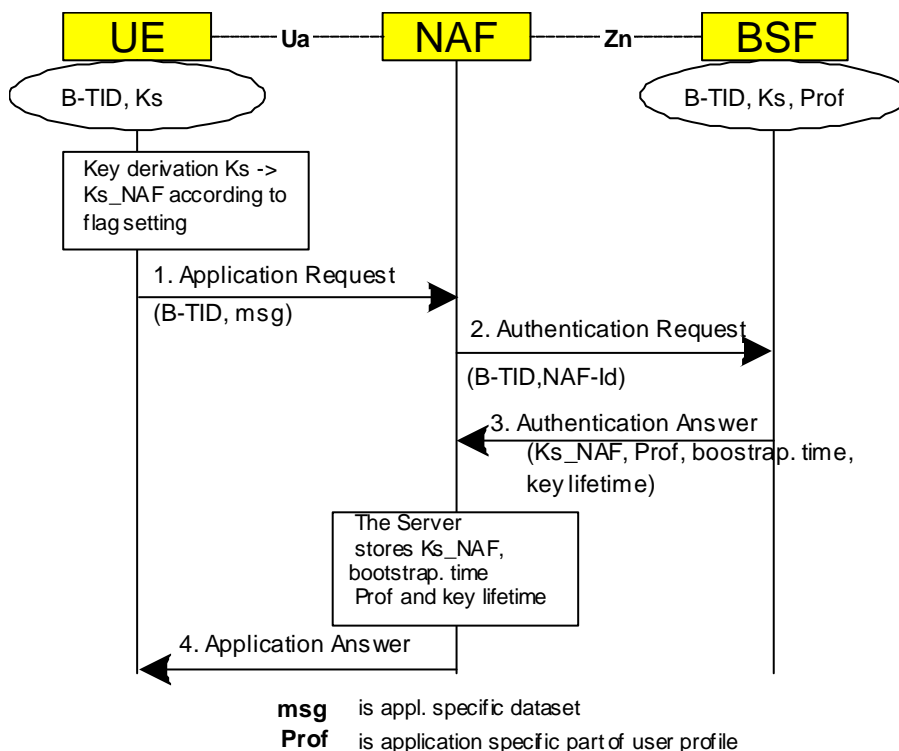 UE Ua NAF Zn BSF
B-TID, Ks
B-TID, Ks, Prof
Key derivation Ks ->
Ks_NAF according to
flag setting
1. Application Request
(B-TID, msg)
2. Authentication Request
(B-TID,NAF-Id)
3. Authentication Answer
(Ks_NAF, Prof, boostrap. time,
key lifetime)
The Server
stores Ks_NAF,
bootstrap. time
Prof and key lifetime
4. Application Answer
msg is appl. specific dataset
Prof is application specific part of user profile